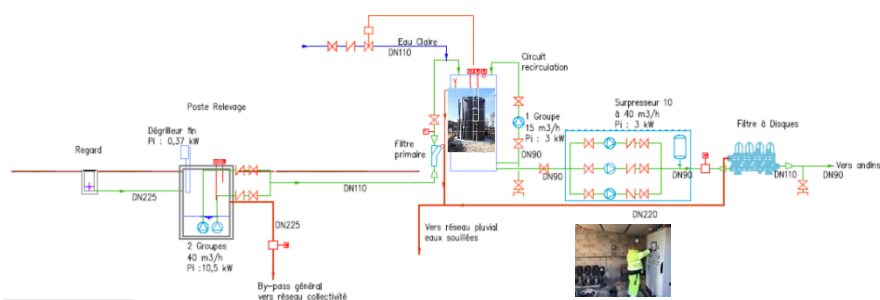 Eau Claire
DN110
Circuit
recirculation
Poste Relevage
Dégrilleur fin
Pi : 0,37 kW
Regard
DN225
2 Groupes
40 m3/h
Pi :10,5 kW
DN225
By-pass général
vers réseau collectivité
DN110
Filtre
primaire
1 Groupe
15 m3/h
Pi : 3 kW
DN90
DN90
Vers réseau pluvial
eaux souillées
Surpresseur 10
à 40 m3/h
Pi : 3 kW
DN90
DN220
Filtre à Disques
DN110
Vers andins
DN90